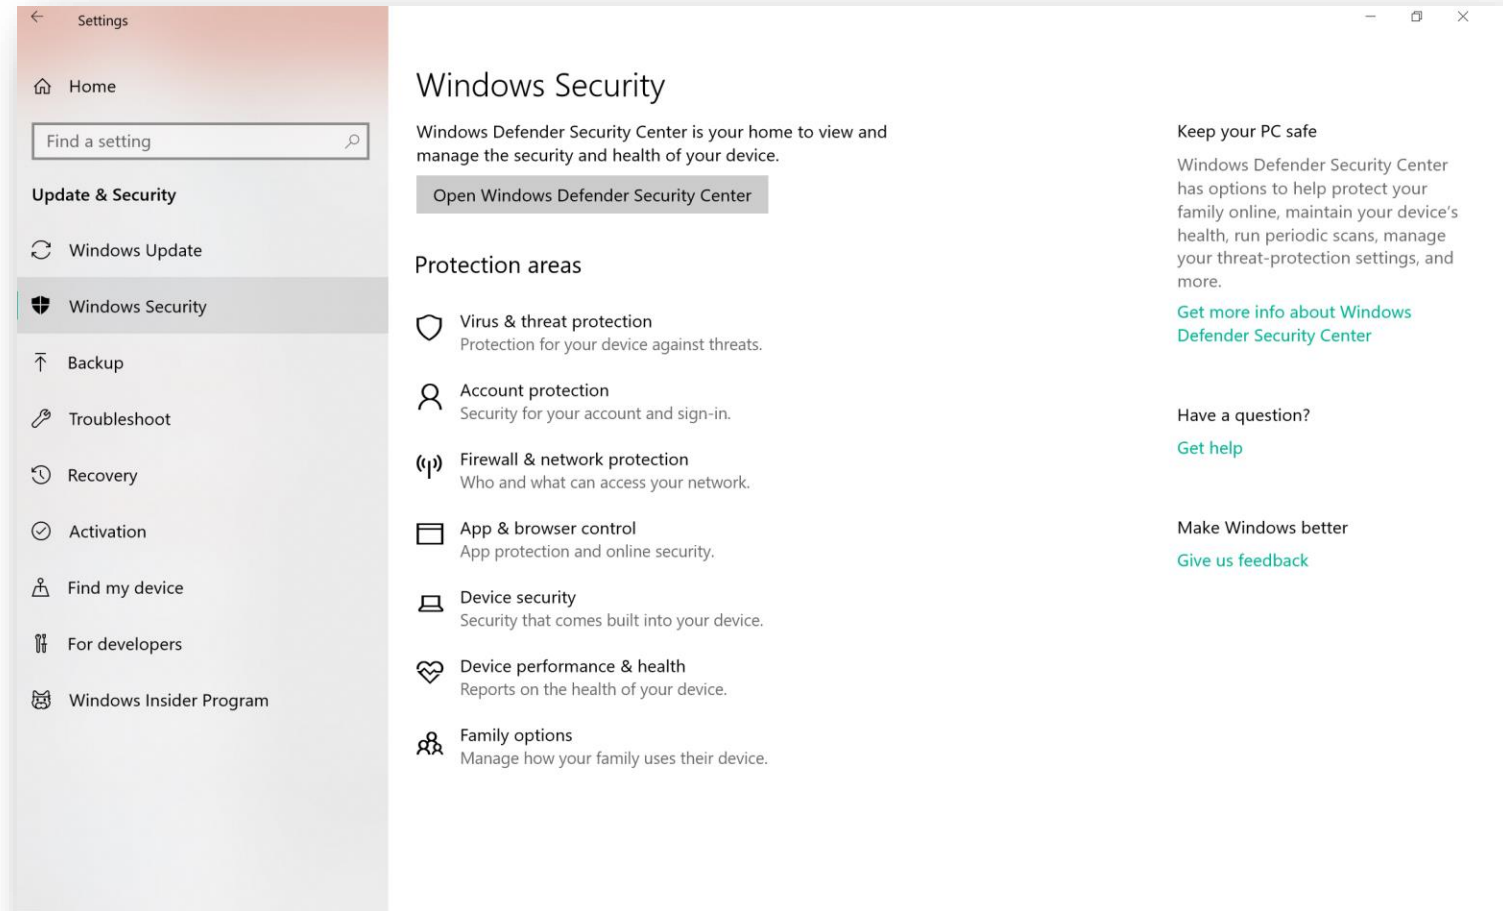 Settings
Home
Find a setting
Update & Security
Windows Update
Windows Security
Backup
Troubleshoot
Recovery
Activation
Find my device
For developers
Windows Insider Program
Windows Security
Windows Defender Security Center is your home to view and
manage the security and health of your device.
Open Windows Defender Security Center
Protection areas
Virus & threat protection
Protection for your device against threats.
Account protection
Security for your account and sign-in.
Firewall & network protection
Who and what can access your network.
App & browser control
App protection and online security.
Device security
Security that comes built into your device.
Device performance & health
Reports on the health of your device.
Family options
Manage how your family uses their device.
Keep your PC safe
Windows Defender Security Center
has options to help protect your
family online, maintain your device's
health, run periodic scans, manage
your threat-protection settings, and
more.
Get more info about Windows
Defender Security Center
Have a question?
Get help
Make Windows better
Give us feedback